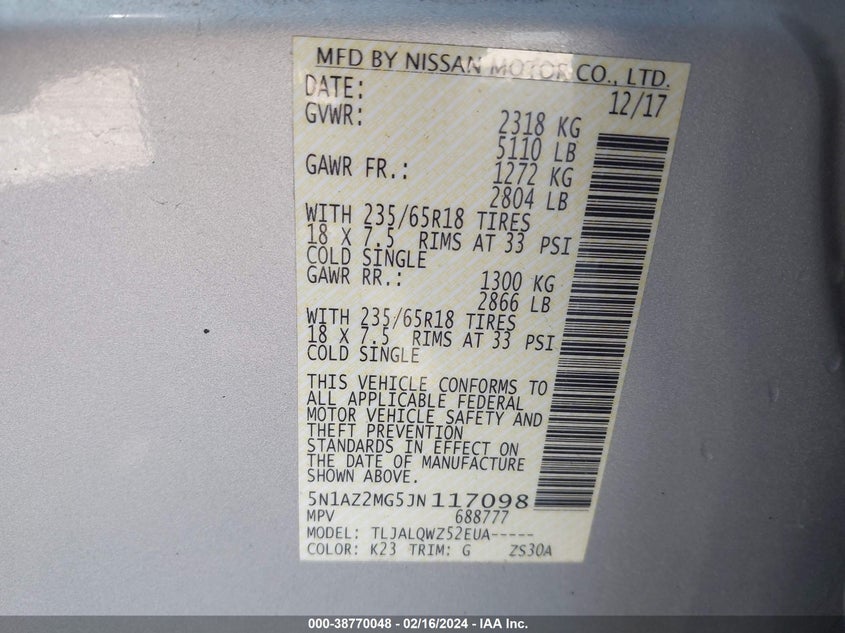 MFD BY NISSAN MOTOR CO., LTD.
DATE: 12/17
GVWR: 2318 KG
5110 LB
GAWR FR.: 1272 KG
2804 LB
WITH 235/65R18 TIRES
18 X 7.5 RIMS AT 33 PSI
COLD SINGLE
GAWR RR.: 1300 KG
2866 LB
WITH 235/65R18 TIRES
18 X 7.5 RIMS AT 33 PSI
COLD SINGLE
THIS VEHICLE CONFORMS TO
ALL APPLICABLE FEDERAL
MOTOR VEHICLE SAFETY AND
THEFT PREVENTION
STANDARDS IN EFFECT ON
THE DATE OF MANUFACTURE
SHOWN ABOVE.
5N1AZ2MG5JN117098
MPV 688777
MODEL: TLJALQWZ52EUA-----
COLOR: K23 TRIM: G ZS30A
000-38770048 - 02/16/2024 - IAA Inc.